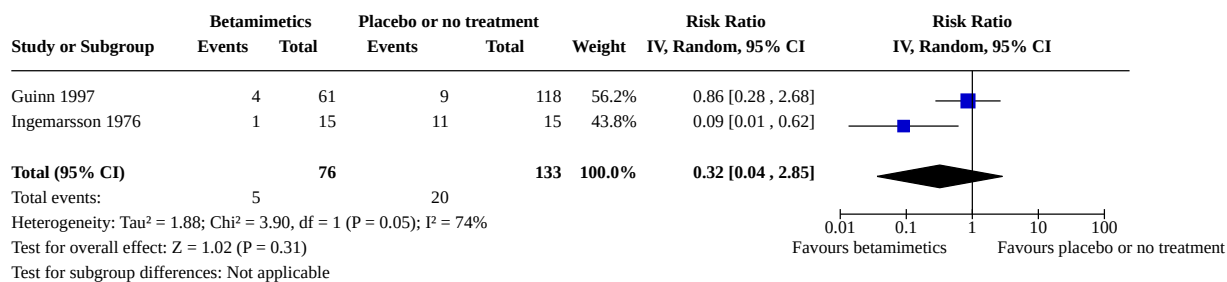 Betamimetics Placebo or no treatment Risk Ratio Risk Ratio
Study or Subgroup Events Total Events Total Weight IV, Random, 95% CI IV, Random, 95% CI
Guinn 1997 4 61 9 118 56.2% 0.86 [0.28 , 2.68]
Ingemarsson 1976 1 15 11 15 43.8% 0.09 [0.01 , 0.62]
Total (95% CI) 76 133 100.0% 0.32 [0.04 , 2.85]
Total events: 5 20
Heterogeneity: Tau² = 1.88; Chi² = 3.90, df = 1 (P = 0.05); I² = 74%
0.01 0.1 1 10 100
Test for overall effect: Z = 1.02 (P = 0.31) Favours betamimetics Favours placebo or no treatment
Test for subgroup differences: Not applicable